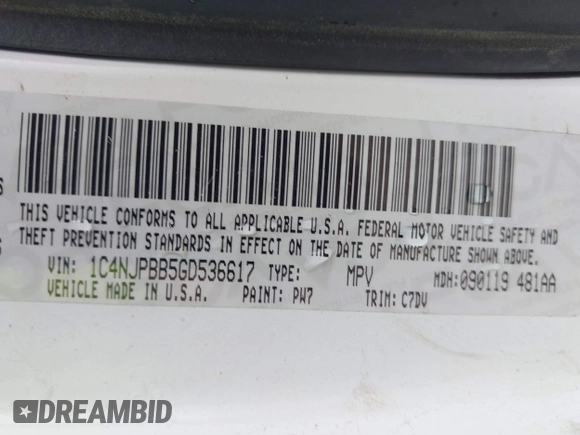 THIS VEHICLE CONFORMS TO ALL APPLICABLE U.S.A. FEDERAL MOTOR VEHICLE SAFETY AND
THEFT PREVENTION STANDARDS IN EFFECT ON THE DATE OF MANUFACTURE SHOWN ABOVE.
VIN: 1C4NJPBB5GD536617 TYPE: MPV MDH:090119 481AA
VEHICLE MADE IN U.S.A. PAINT: PW7 TRIM: C7DV
DREAMBID